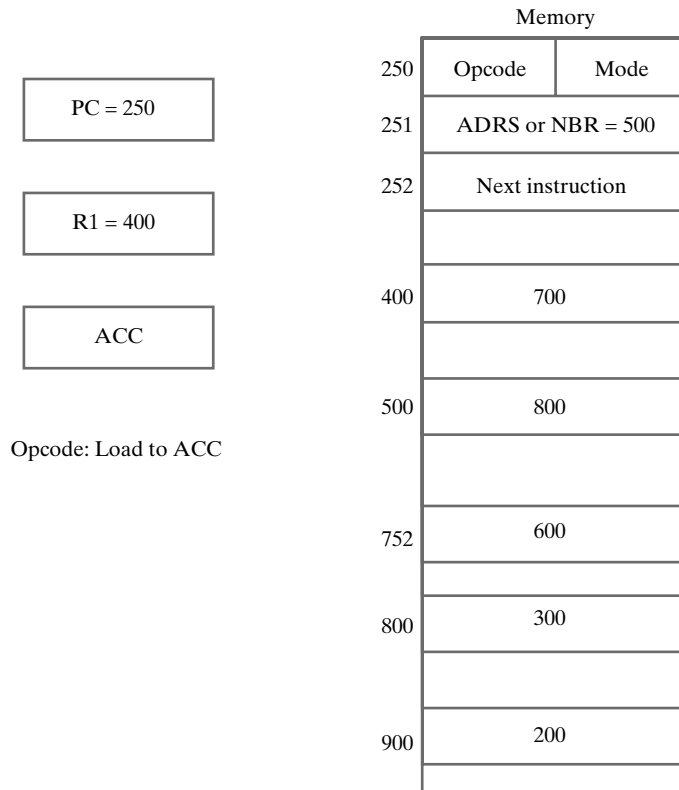 Memory
PC = 250
R1 = 400
ACC
Opcode: Load to ACC
250 Opcode Mode
251 ADRS or NBR = 500
252 Next instruction
400 700
500 800
752 600
800 300
900 200